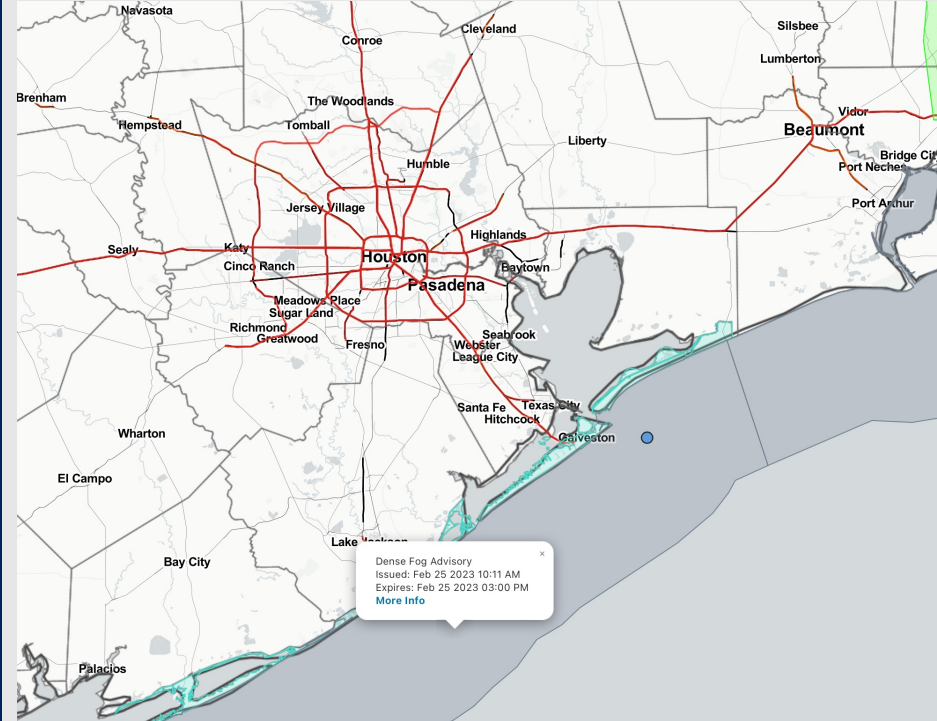 Navasota
Silsbee
Cleveland
Conroe
Lumberton
Brenham
The Woodlands
Vidor
Hempstead
Tomball
Beaumont
Liberty
Bridge Cit
Humble
Port Neches
Port Arthur
Jersey Village
Highlands
Sealy
Katy
Houston
Cinco Ranch
Baytown
Pasadena
Meadows Place
Sugar Land
Richmond
Greatwood
Fresno
Seabrook
Webster
League City
Santa Fe
Texas City
Hitchcock
Wharton
Galveston
El Campo
Lake Jackson
×
Dense Fog Advisory
Issued: Feb 25 2023 10:11 AM
Expires: Feb 25 2023 03:00 PM
More Info
Bay City
Palacios